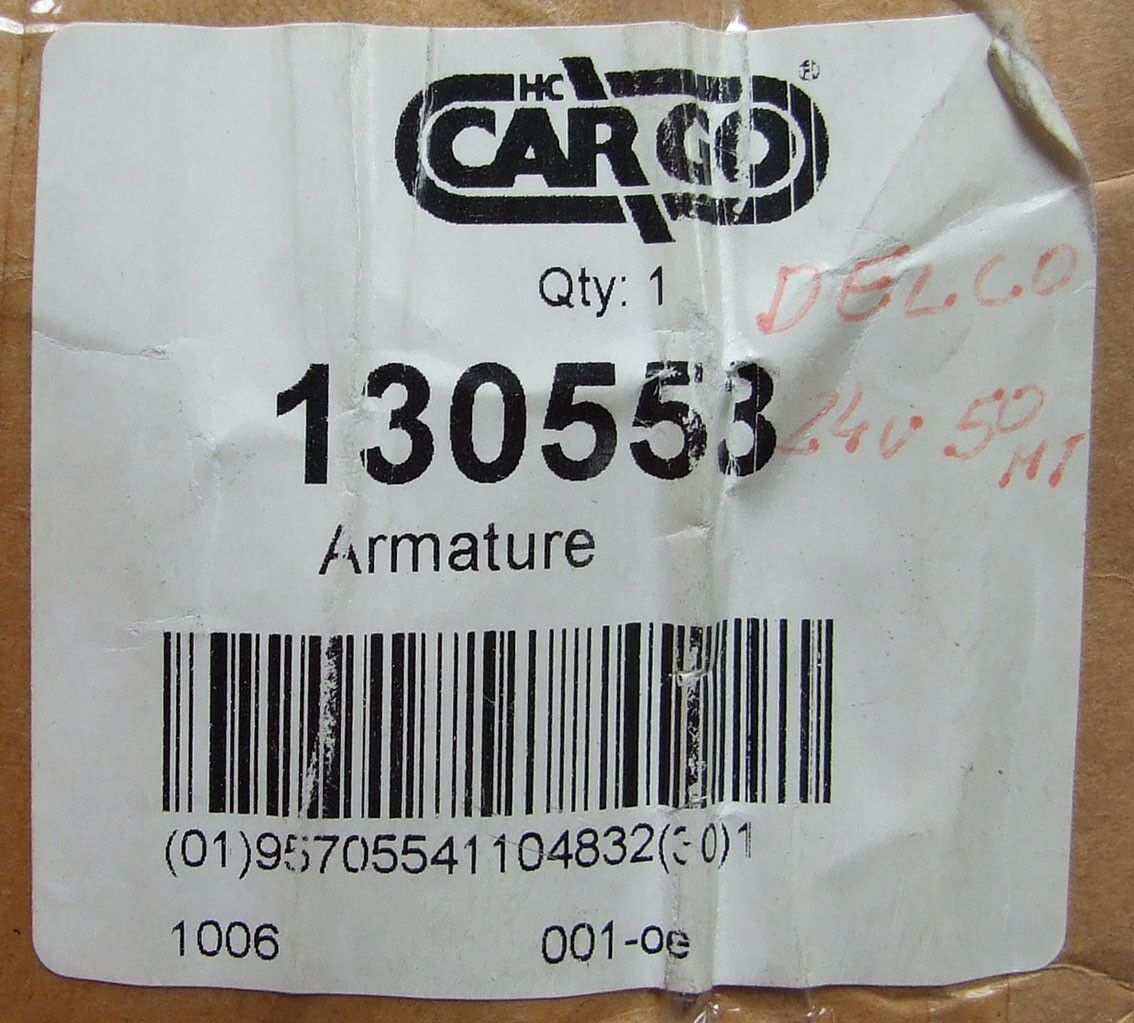 HC
CARGO®
Qty: 1
DELCO
130553
24v 50
MT
Armature
(01)95705541104832(30)1
1006 001-oe